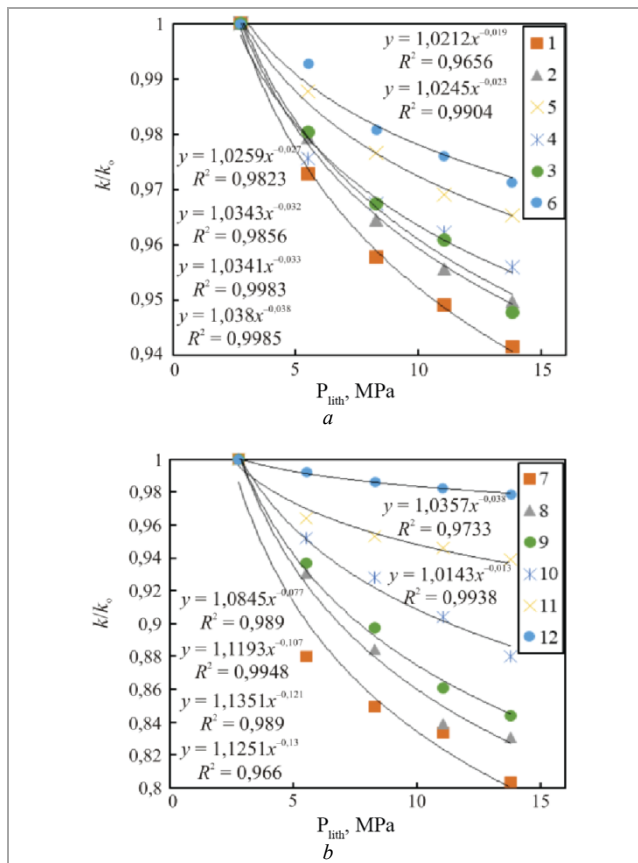 1
0,99
0,98
0,97
0,96
0,95
0,94
k/kₒ
y = 1,0212x^–0,019
R² = 0,9656
y = 1,0245x^–0,023
R² = 0,9904
y = 1,0259x^–0,027
R² = 0,9823
y = 1,0343x^–0,032
R² = 0,9856
y = 1,0341x^–0,033
R² = 0,9983
y = 1,038x^–0,038
R² = 0,9985
1
2
5
4
3
6
0 5 10 15
P_lith, MPa
a
1
0,98
0,96
0,94
0,92
0,9
0,88
0,86
0,84
0,82
0,8
k/kₒ
y = 1,0357x^–0,038
R² = 0,9733
y = 1,0143x^–0,013
R² = 0,9938
y = 1,0845x^–0,077
R² = 0,989
y = 1,1193x^–0,107
R² = 0,9948
y = 1,1351x^–0,121
R² = 0,989
y = 1,1251x^–0,13
R² = 0,966
7
8
9
10
11
12
0 5 10 15
P_lith, MPa
b